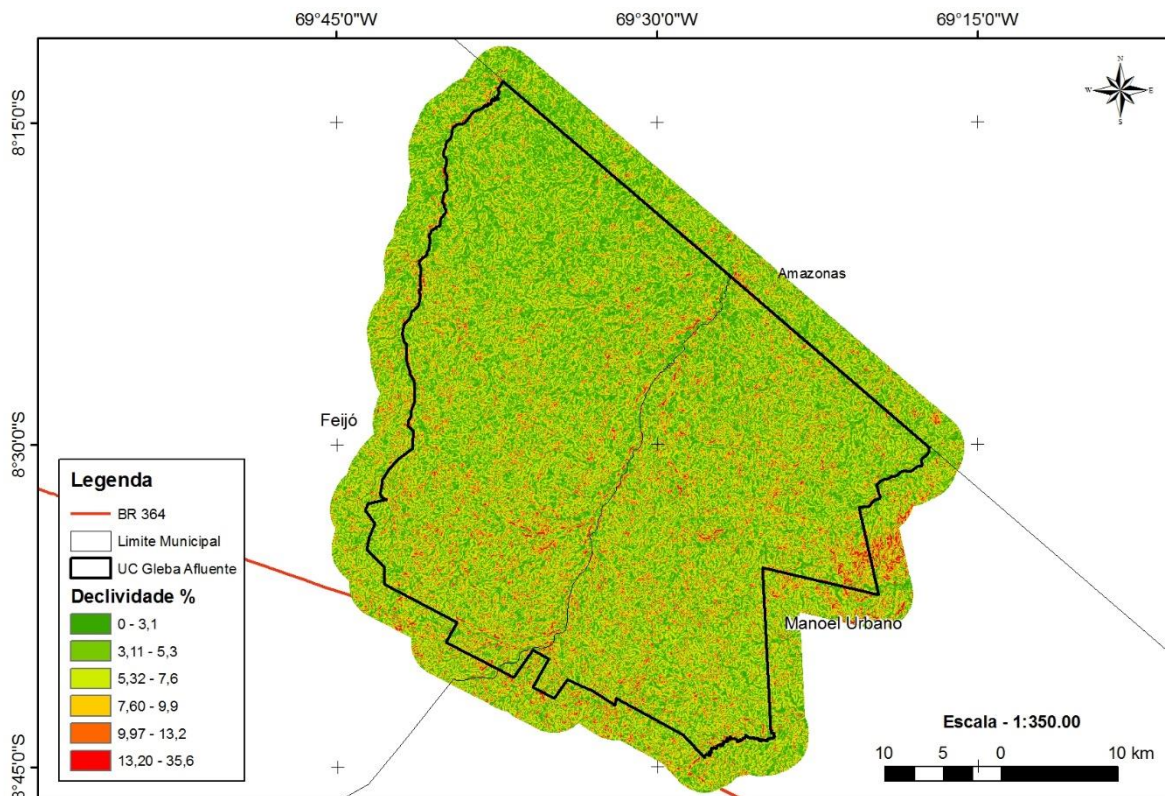 69°45'0"W
69°30'0"W
69°15'0"W
N
W
E
S
8°15'0"S
Amazonas
Feijó
8°30'0"S
Legenda
BR 364
Limite Municipal
UC Gleba Afluente
Declividade %
0 - 3,1
3,11 - 5,3
5,32 - 7,6
7,60 - 9,9
9,97 - 13,2
13,20 - 35,6
Manoel Urbano
Escala - 1:350.00
10 5 0 10 km
8°45'0"S